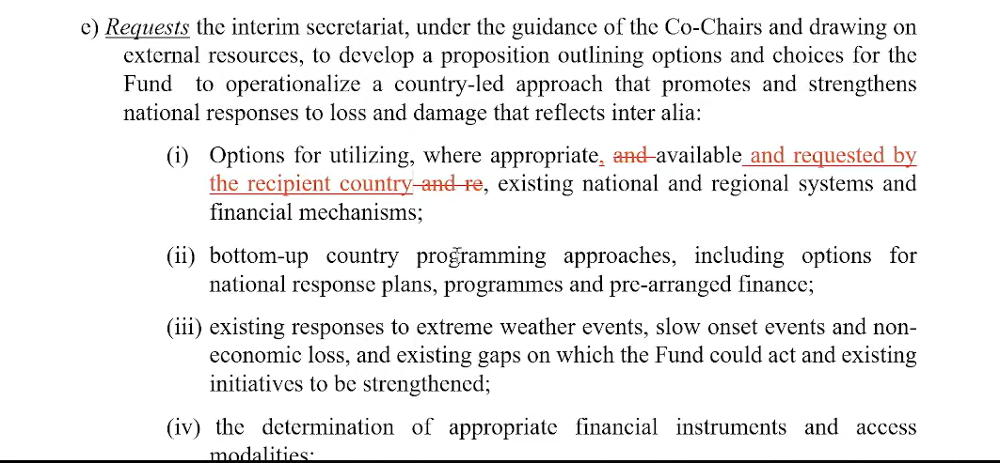 e) Requests the interim secretariat, under the guidance of the Co-Chairs and drawing on
external resources, to develop a proposition outlining options and choices for the
Fund to operationalize a country-led approach that promotes and strengthens
national responses to loss and damage that reflects inter alia:
(i) Options for utilizing, where appropriate, and available and requested by
the recipient country and re, existing national and regional systems and
financial mechanisms;
(ii) bottom-up country programming approaches, including options for
national response plans, programmes and pre-arranged finance;
(iii) existing responses to extreme weather events, slow onset events and non-
economic loss, and existing gaps on which the Fund could act and existing
initiatives to be strengthened;
(iv) the determination of appropriate financial instruments and access
modalities;